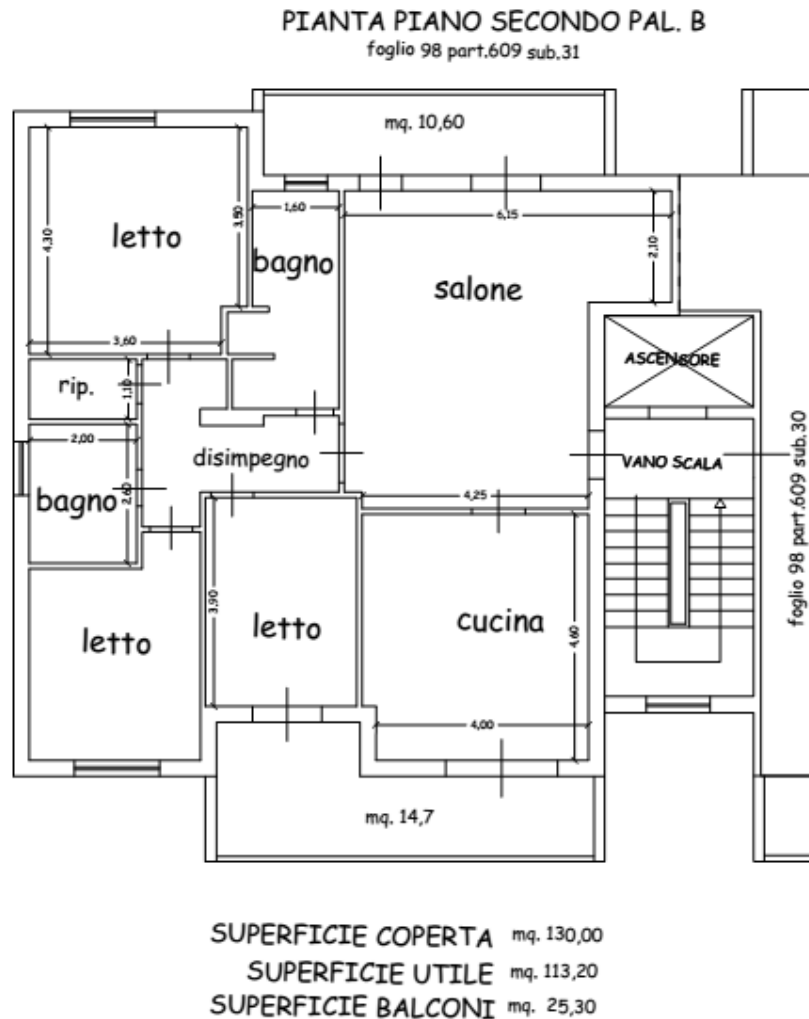 PIANTA PIANO SECONDO PAL. B
foglio 98 part.609 sub.31
mq. 10,60
1,60
6,15
4,30
3,50
letto
bagno
salone
2,10
3,60
ASCENSORE
rip.
1,10
2,00
disimpegno
VANO SCALA
foglio 98 part.609 sub.30
bagno
2,60
4,25
3,90
letto
letto
cucina
4,60
4,00
mq. 14,7
SUPERFICIE COPERTA mq. 130,00
SUPERFICIE UTILE mq. 113,20
SUPERFICIE BALCONI mq. 25,30